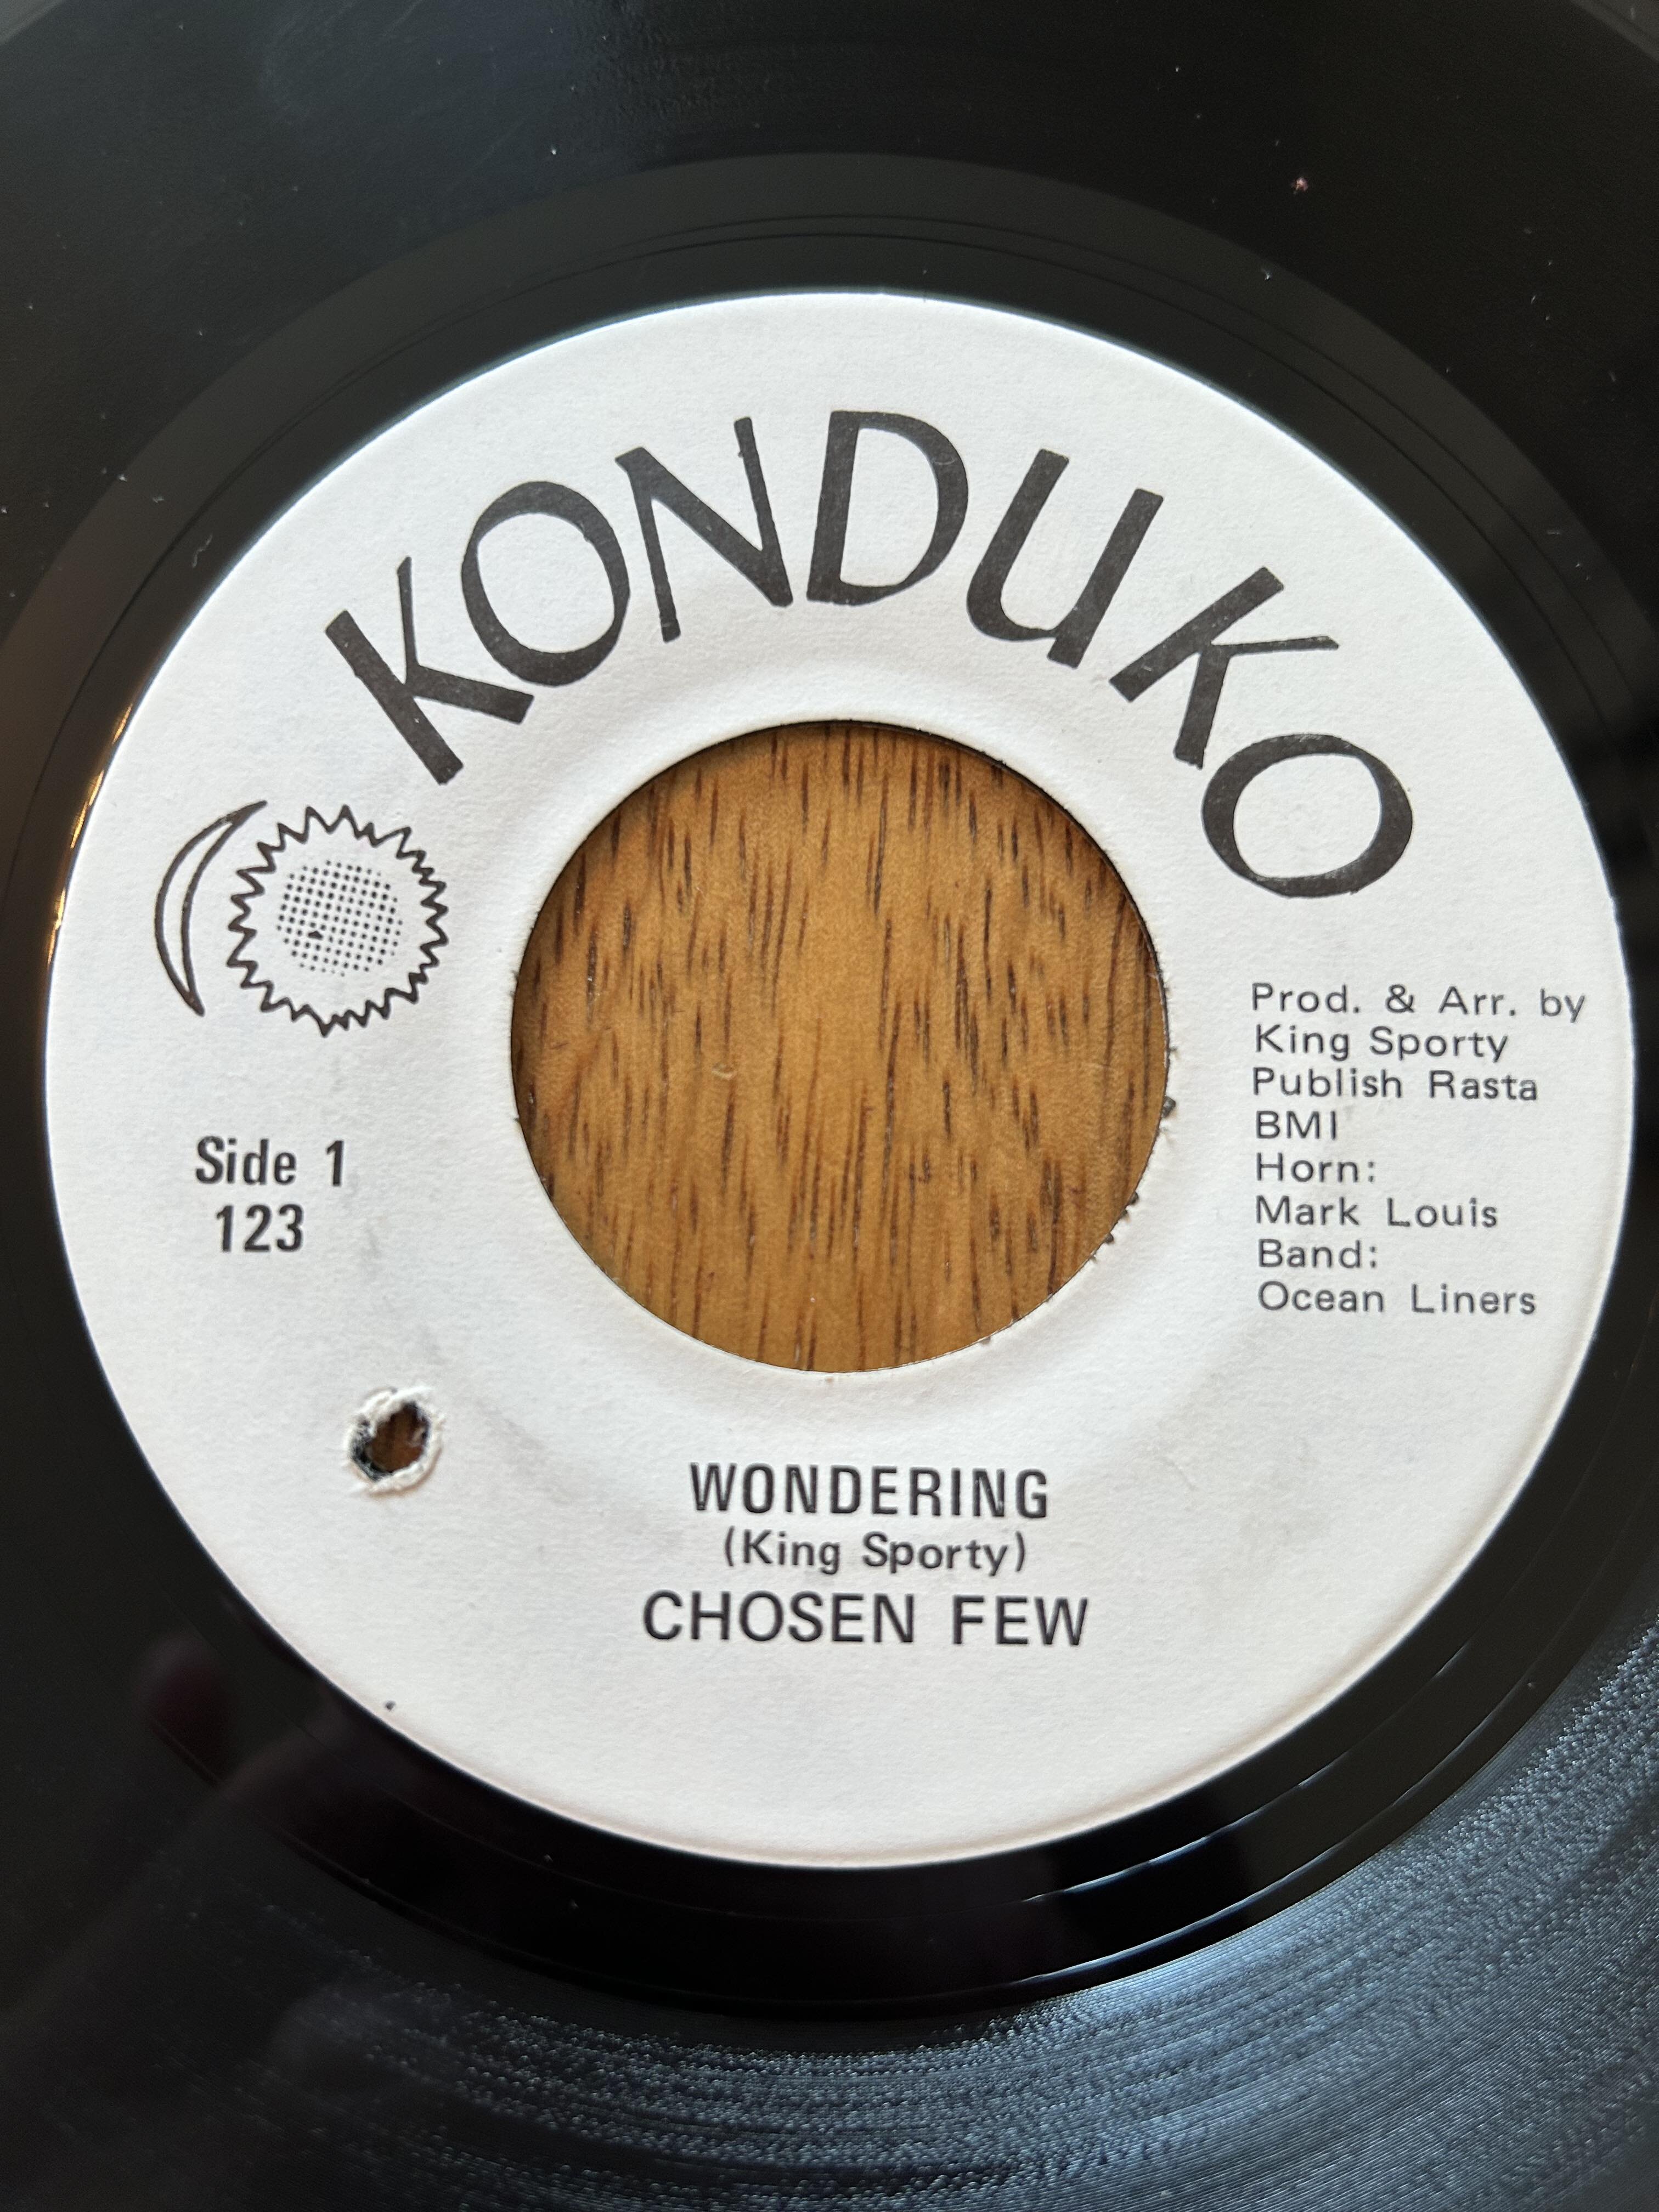 KONDUKO
Side 1
123
Prod. & Arr. by
King Sporty
Publish Rasta
BMI
Horn:
Mark Louis
Band:
Ocean Liners
WONDERING
(King Sporty)
CHOSEN FEW